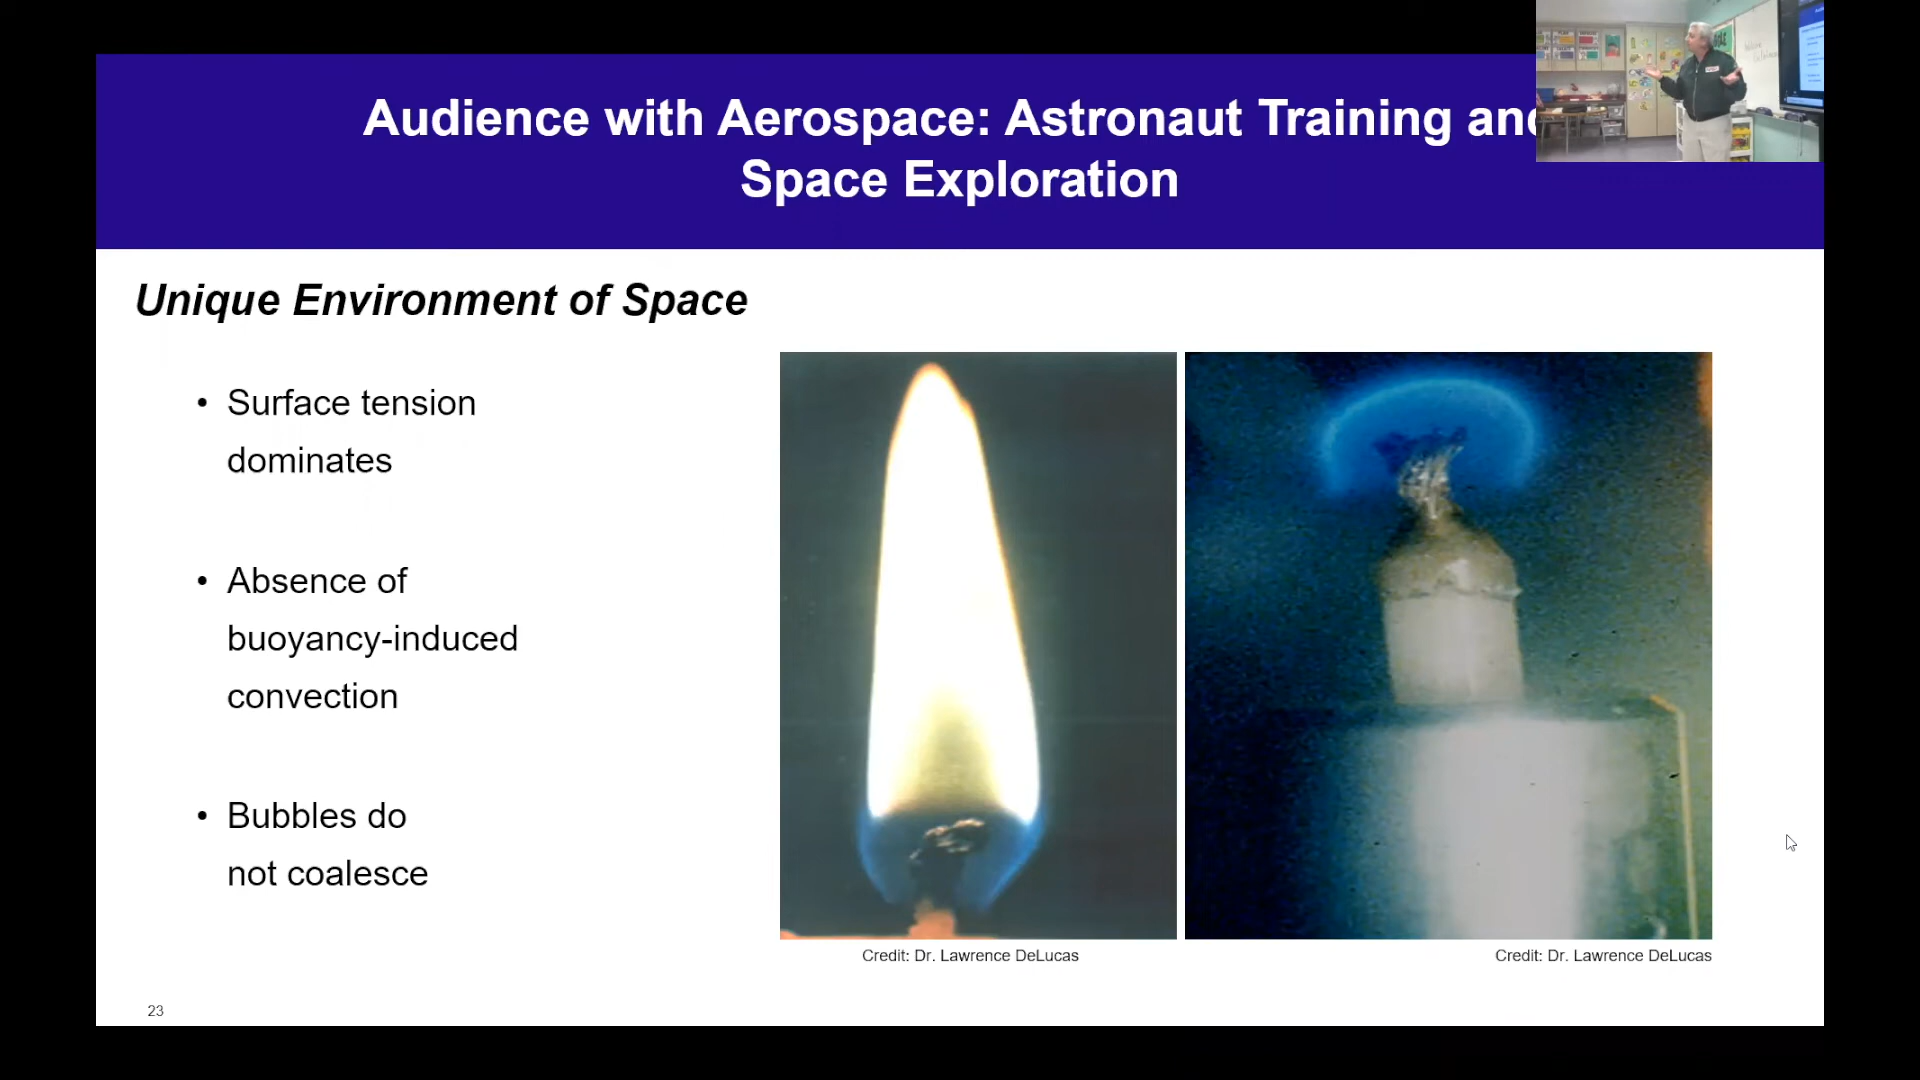 Audience with Aerospace: Astronaut Training and
Space Exploration
Unique Environment of Space
• Surface tension
dominates
• Absence of
buoyancy-induced
convection
• Bubbles do
not coalesce
Credit: Dr. Lawrence DeLucas
Credit: Dr. Lawrence DeLucas
23